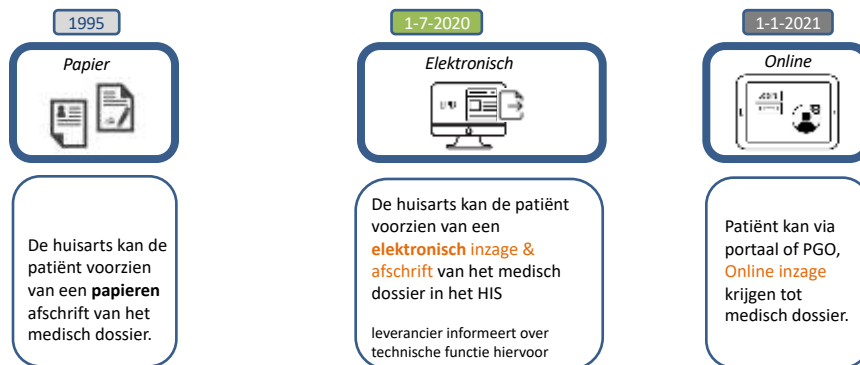 1995
Papier
De huisarts kan de
patiënt voorzien
van een papieren
afschrift van het
medisch dossier.
1-7-2020
Elektronisch
De huisarts kan de patiënt
voorzien van een
elektronisch inzage &
afschrift van het medisch
dossier in het HIS
leverancier informeert over
technische functie hiervoor
1-1-2021
Online
Patiënt kan via
portaal of PGO,
Online inzage
krijgen tot
medisch dossier.